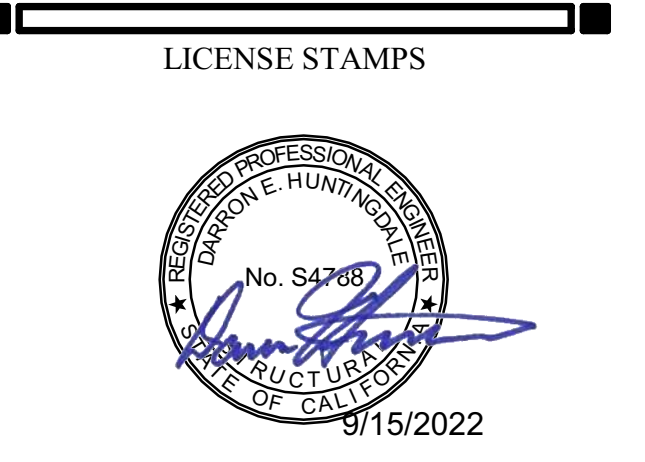 LICENSE STAMPS
REGISTERED PROFESSIONAL ENGINEER
DARRON E. HUNTINGDALE
No. S4788
STRUCTURAL
STATE OF CALIFORNIA
9/15/2022